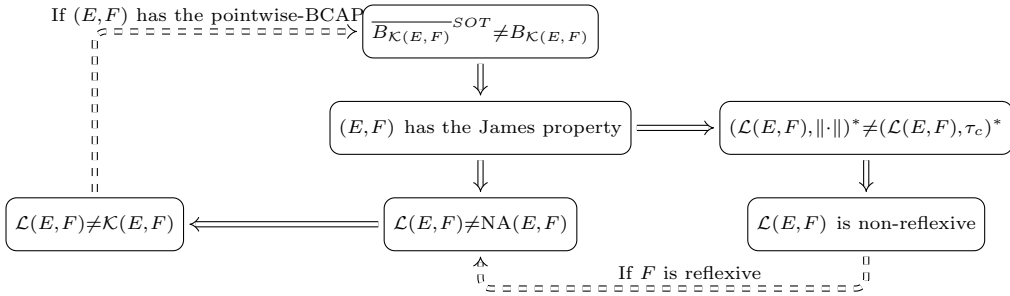 If (E, F) has the pointwise-BCAP
$\overline{B_{\mathcal{K}(E,F)}}^{SOT} \neq B_{\mathcal{K}(E,F)}$
(E, F) has the James property
$(\mathcal{L}(E,F), \|\cdot\|)^* \neq (\mathcal{L}(E,F), \tau_c)^*$
$\mathcal{L}(E,F) \neq \mathcal{K}(E,F)$
$\mathcal{L}(E,F) \neq \mathrm{NA}(E,F)$
$\mathcal{L}(E,F)$ is non-reflexive
If F is reflexive